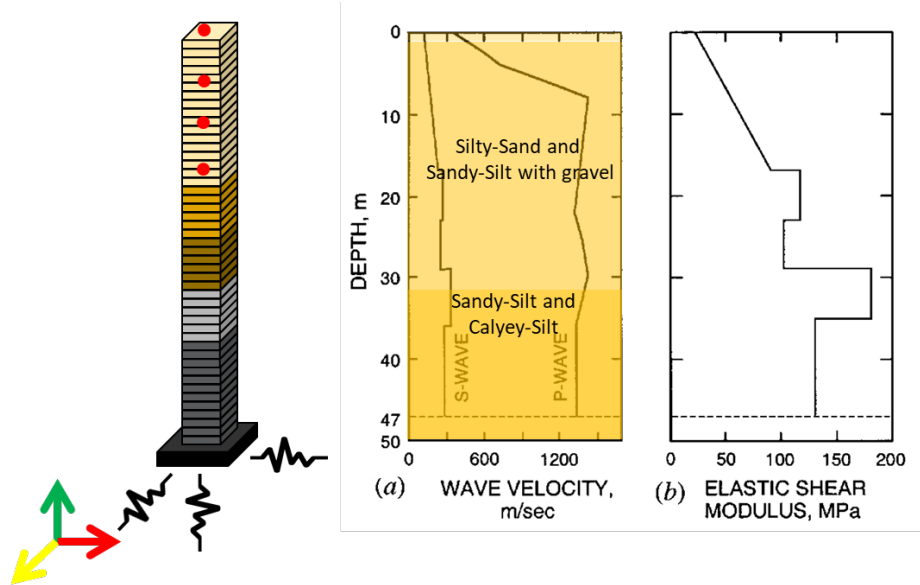 0
10
20
30
40
47
50
DEPTH, m
Silty-Sand and
Sandy-Silt with gravel
Sandy-Silt and
Calyey-Silt
S-WAVE
P-WAVE
0 600 1200
(a) WAVE VELOCITY,
m/sec
0 50 100 150 200
(b) ELASTIC SHEAR
MODULUS, MPa